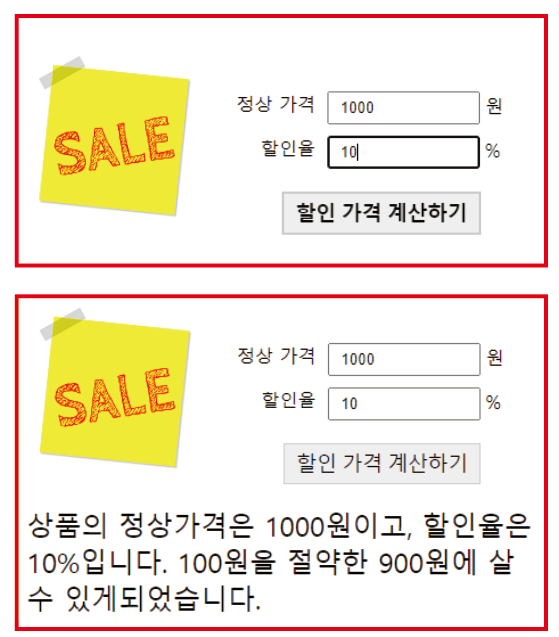 SALE
정상 가격 1000 원
할인율 10 %
할인 가격 계산하기
SALE
정상 가격 1000 원
할인율 10 %
할인 가격 계산하기
상품의 정상가격은 1000원이고, 할인율은
10%입니다. 100원을 절약한 900원에 살
수 있게되었습니다.